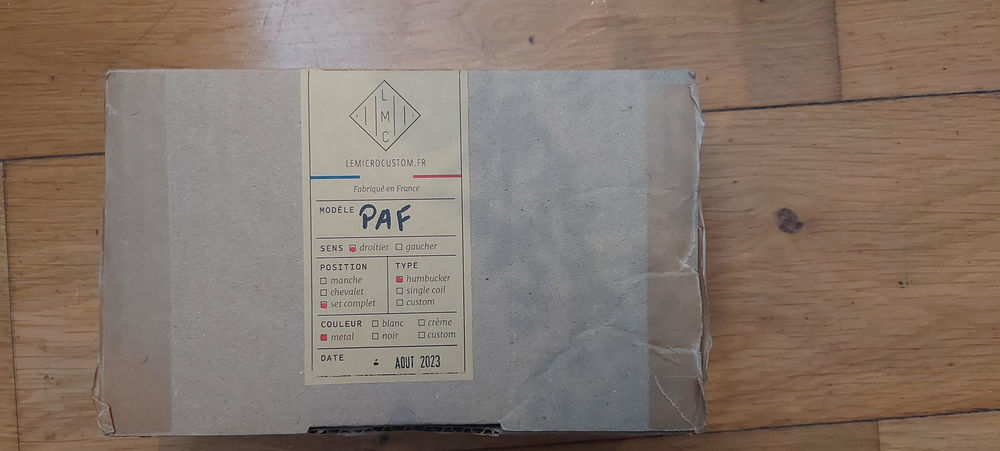 L
I M I
C
LEMICROCUSTOM.FR
Fabriqué en France
MODÈLE PAF
SENS droitier gaucher
POSITION
manche
chevalet
set complet
TYPE
humbucker
single coil
custom
COULEUR blanc crème
metal noir custom
DATE AOUT 2023